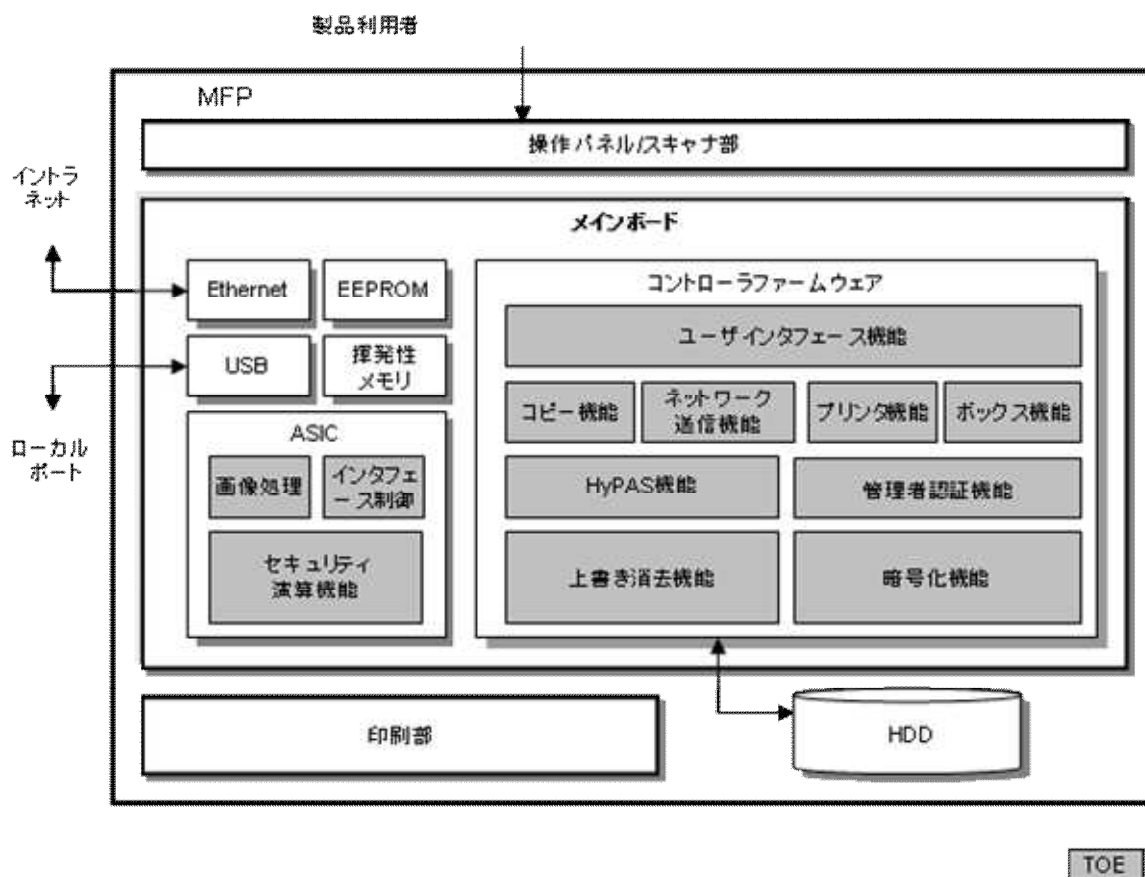 製品利用者
MFP
操作パネル/スキャナ部
イントラ
ネット
メインボード
Ethernet
EEPROM
コントローラファームウェア
ユーザインタフェース機能
USB
揮発性
メモリ
ローカル
ポート
コピー機能
ネットワーク
送信機能
プリンタ機能
ボックス機能
ASIC
画像処理
インタフェ
ース制御
HyPAS機能
管理者認証機能
セキュリティ
演算機能
上書き消去機能
暗号化機能
印刷部
HDD
TOE